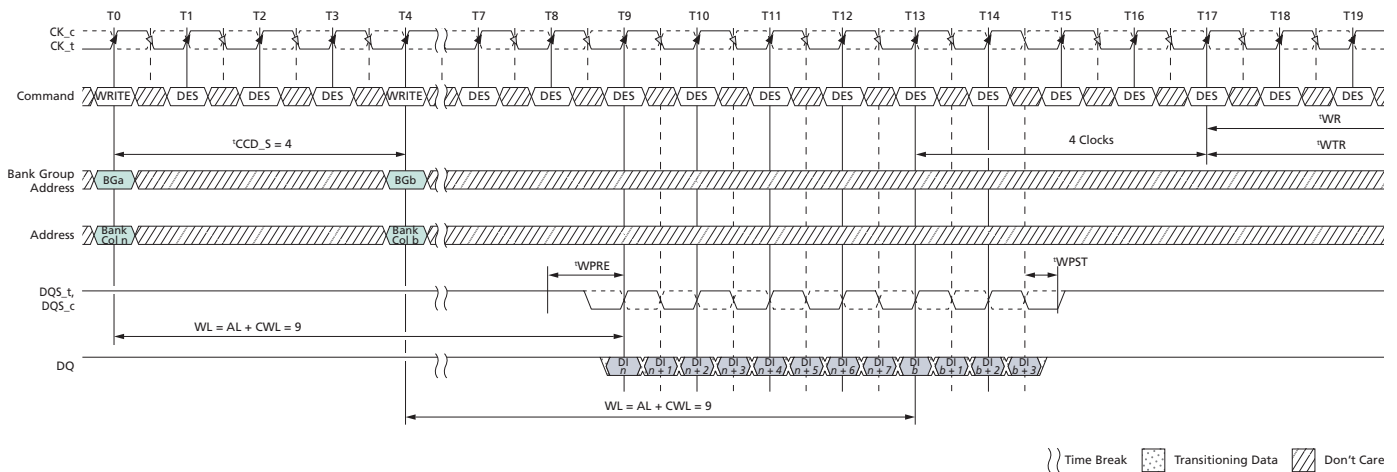 T0 T1 T2 T3 T4 T7 T8 T9 T10 T11 T12 T13 T14 T15 T16 T17 T18 T19
CK_c
CK_t
Command WRITE DES DES DES WRITE DES DES DES DES DES DES DES DES DES DES DES DES DES
tWR
tCCD_S = 4 4 Clocks tWTR
Bank Group
Address BGa BGb
Address Bank
Col n Bank
Col b
tWPRE tWPST
DQS_t,
DQS_c
WL = AL + CWL = 9
DQ DI
n DI
n + 1 DI
n + 2 DI
n + 3 DI
n + 4 DI
n + 5 DI
n + 6 DI
n + 7 DI
b DI
b + 1 DI
b + 2 DI
b + 3
WL = AL + CWL = 9
Time Break Transitioning Data Don't Care